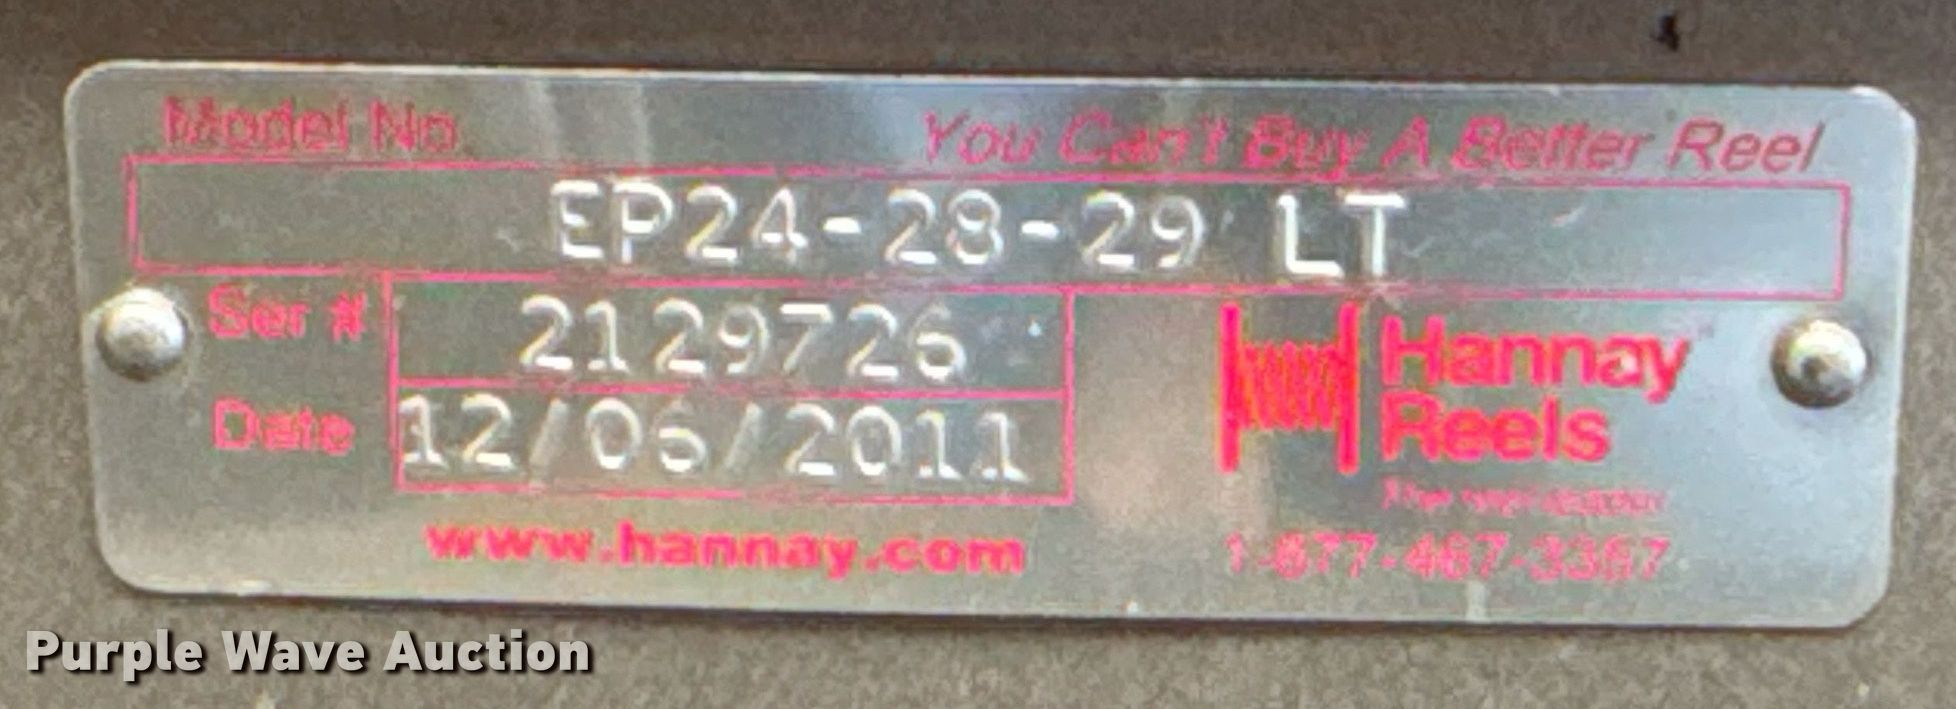 Model No
You Can't Buy A Better Reel
EP24-28-29 LT
Ser # 2129726
Date 12/06/2011
Hannay
Reels
www.hannay.com
1-877-467-3357
Purple Wave Auction